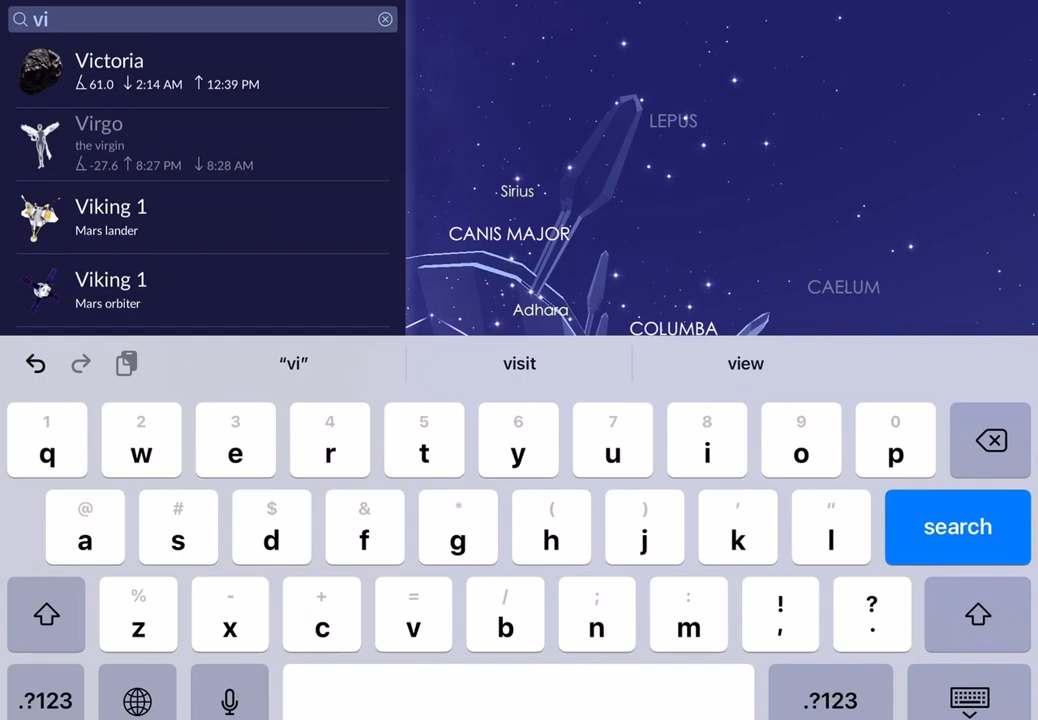 vi
Victoria
61.0 ↓ 2:14 AM ↑ 12:39 PM
Virgo
the virgin
-27.6 ↑ 8:27 PM ↓ 8:28 AM
Viking 1
Mars lander
Viking 1
Mars orbiter
LEPUS
Sirius
CANIS MAJOR
CAELUM
Adhara
COLUMBA
“vi” visit view
1 2 3 4 5 6 7 8 9 0
q w e r t y u i o p
@ # $ & * ( ) ' "
a s d f g h j k l search
% - + = / ; : ! ?
z x c v b n m , .
.?123 .?123